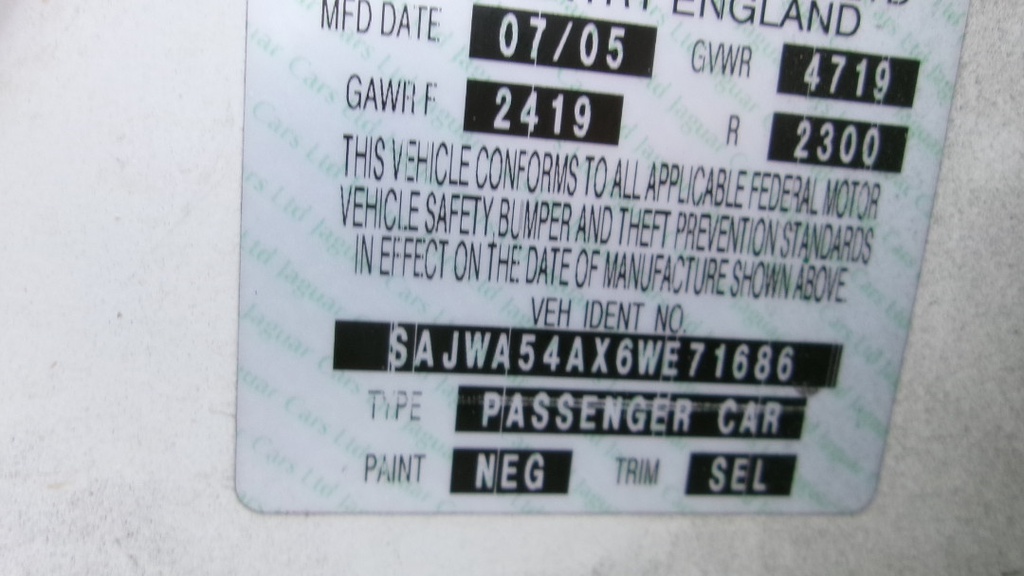 ENGLAND
MFD DATE 07/05 GVWR 4719
GAWR F 2419 R 2300
THIS VEHICLE CONFORMS TO ALL APPLICABLE FEDERAL MOTOR
VEHICLE SAFETY, BUMPER AND THEFT PREVENTION STANDARDS
IN EFFECT ON THE DATE OF MANUFACTURE SHOWN ABOVE
VEH IDENT NO.
SAJWA54AX6WE71686
TYPE PASSENGER CAR
PAINT NEG TRIM SEL